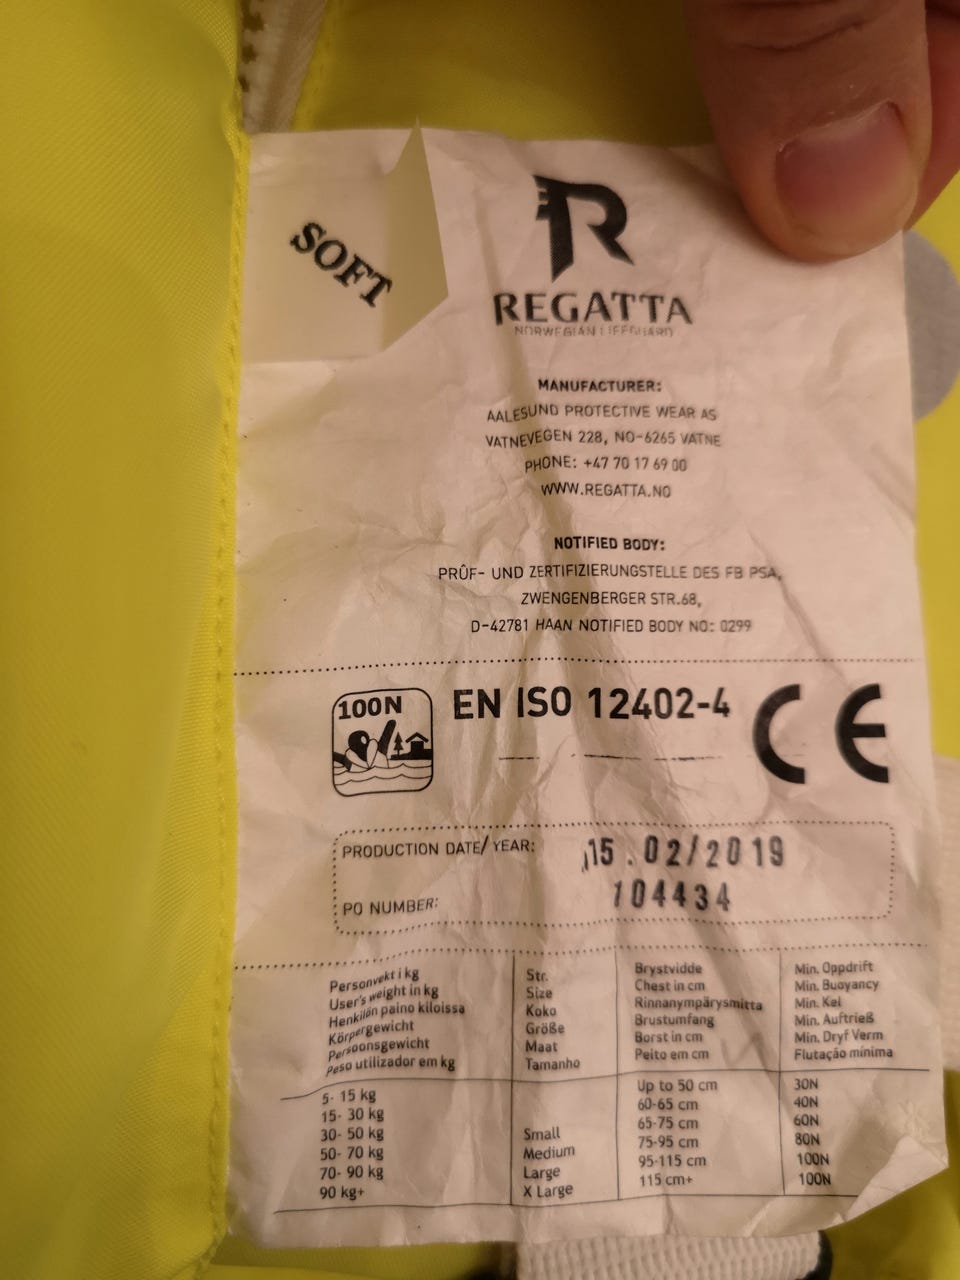 SOFT
R
REGATTA
NORWEGIAN LIFEGUARD
MANUFACTURER:
AALESUND PROTECTIVE WEAR AS
VATNEVEGEN 228, NO-6265 VATNE
PHONE: +47 70 17 69 00
WWW.REGATTA.NO
NOTIFIED BODY:
PRÛF- UND ZERTIFIZIERUNGSTELLE DES FB PSA,
ZWENGENBERGER STR.68,
D-42781 HAAN NOTIFIED BODY NO: 0299
100N EN ISO 12402-4 CE
PRODUCTION DATE/YEAR: 15.02/2019
PO NUMBER: 104434
Personvekt i kg Str. Brystvidde Min. Oppdrift
User's weight in kg Size Chest in cm Min. Buoyancy
Henkilön paino kiloissa Koko Rinnanympärysmitta Min. Kel
Körpergewicht Größe Brustumfang Min. Auftrieß
Persoonsgewicht Maat Borst in cm Min. Dryf Verm
Peso utilizador em kg Tamanho Peito em cm Flutação mínima
5- 15 kg Up to 50 cm 30N
15- 30 kg 60-65 cm 40N
30- 50 kg Small 65-75 cm 60N
50- 70 kg Medium 75-95 cm 80N
70- 90 kg Large 95-115 cm 100N
90 kg+ X Large 115 cm+ 100N